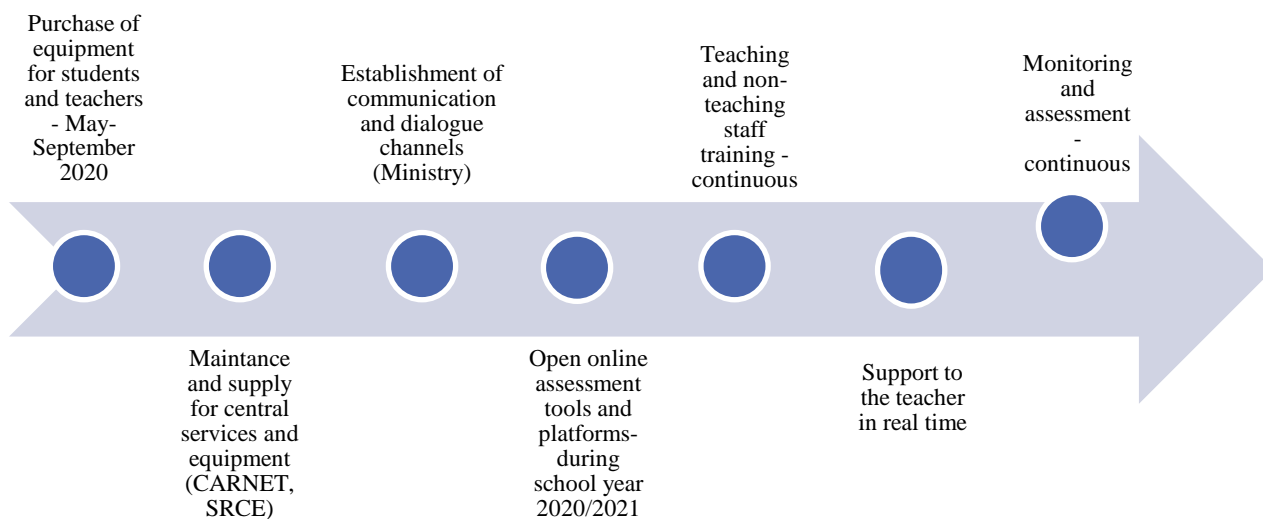 Purchase of
equipment
for students
and teachers
- May-
September
2020
Maintance
and supply
for central
services and
equipment
(CARNET,
SRCE)
Establishment of
communication
and dialogue
channels
(Ministry)
Open online
assessment
tools and
platforms-
during
school year
2020/2021
Teaching
and non-
teaching
staff
training -
continuous
Support to
the teacher
in real time
Monitoring
and
assessment
-
continuous